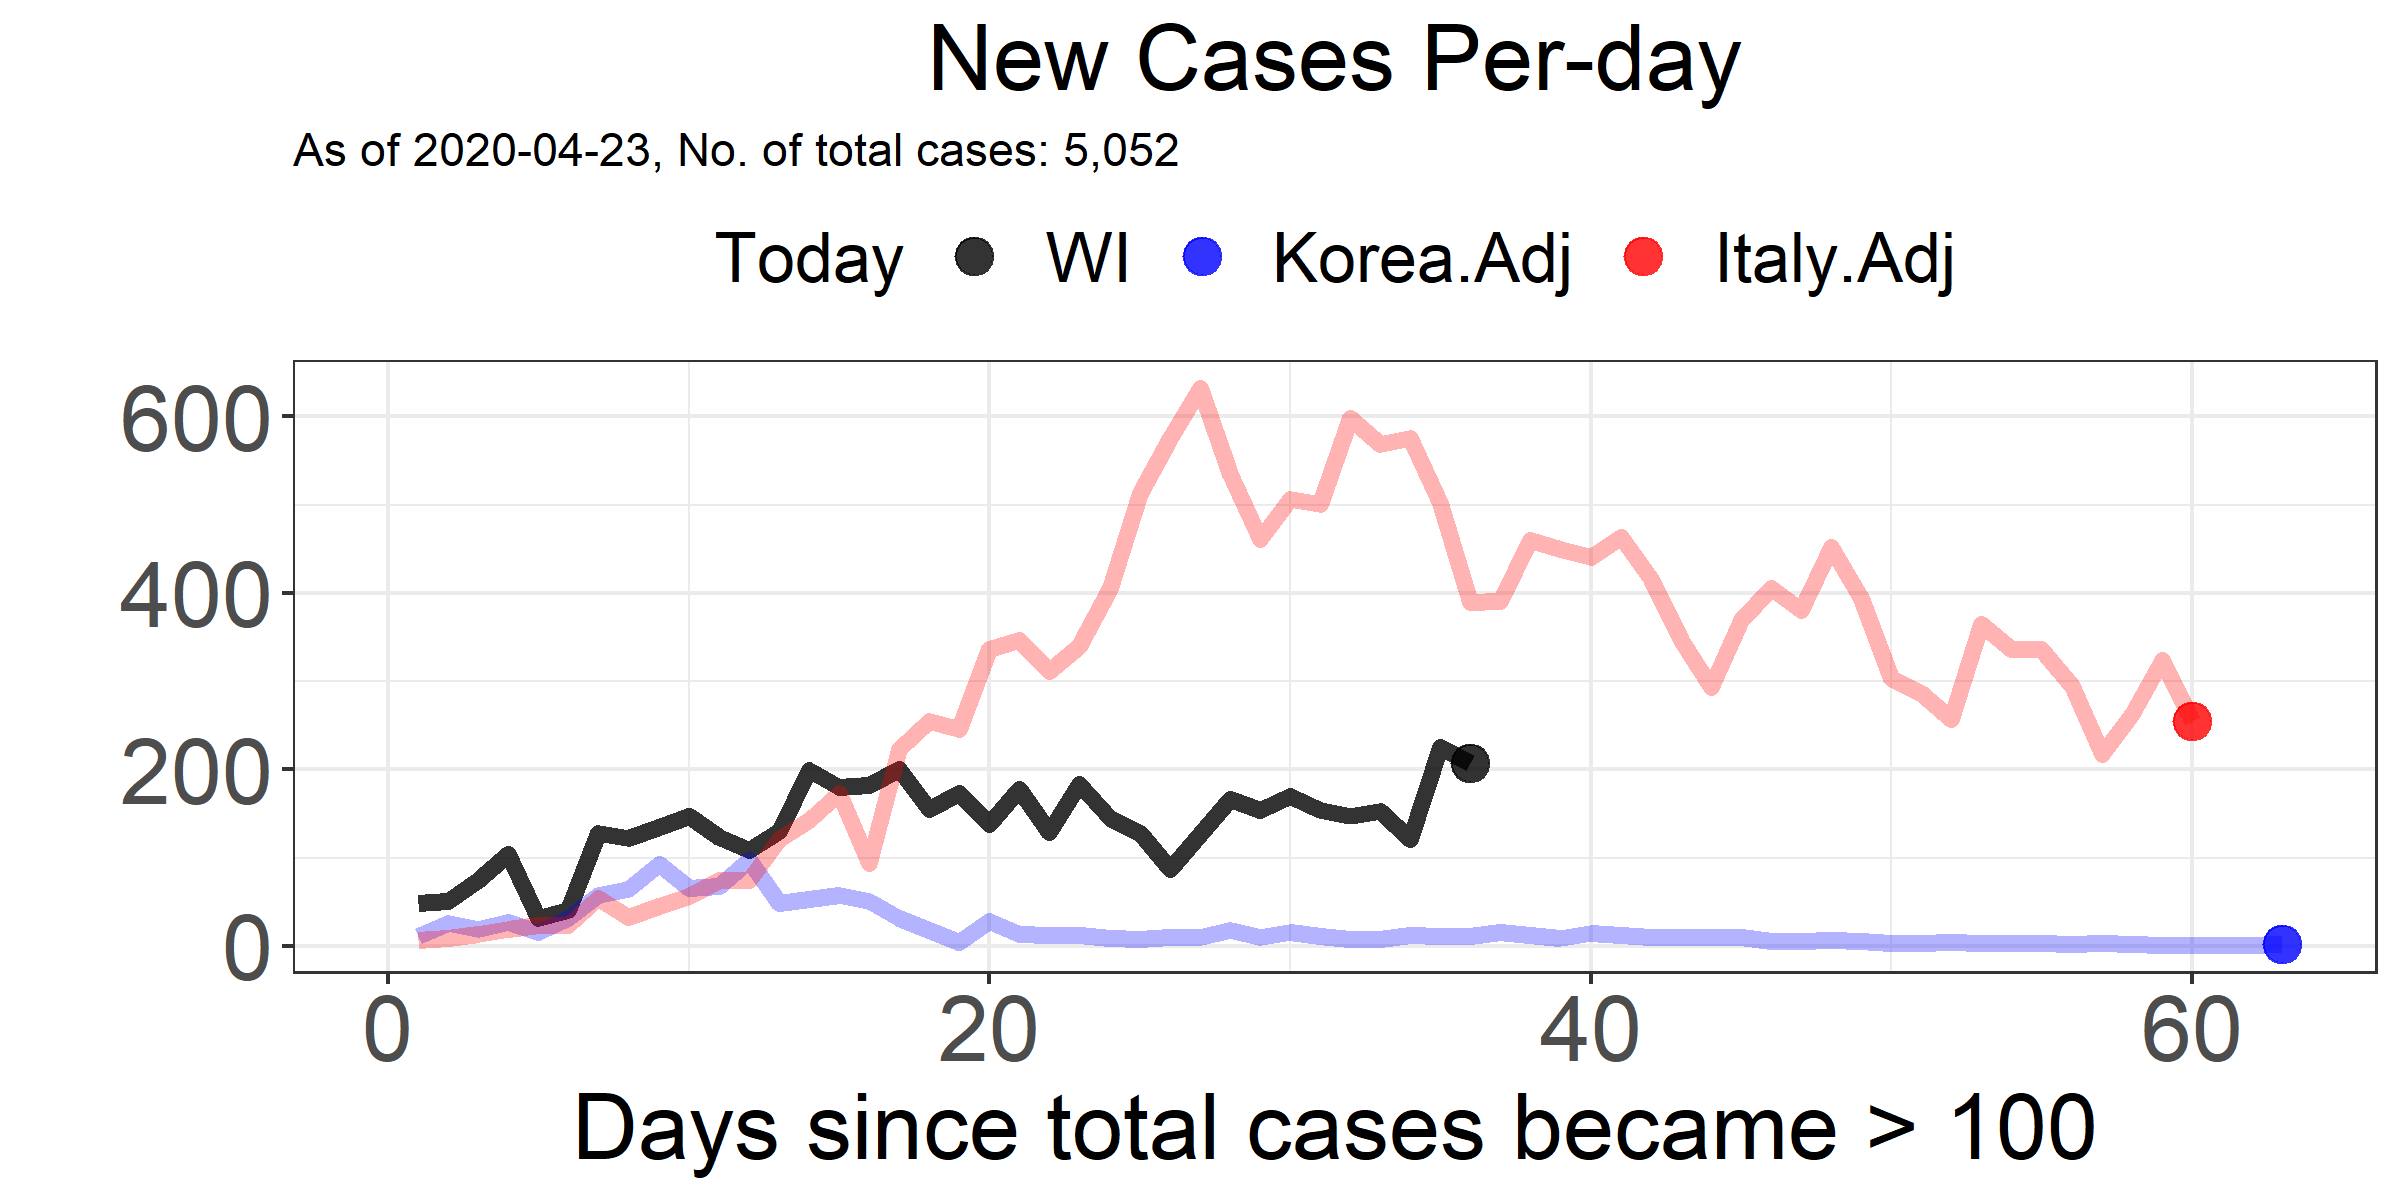 New Cases Per-day
As of 2020-04-23, No. of total cases: 5,052
Today WI Korea.Adj Italy.Adj
600
400
200
0
0 20 40 60
Days since total cases became > 100